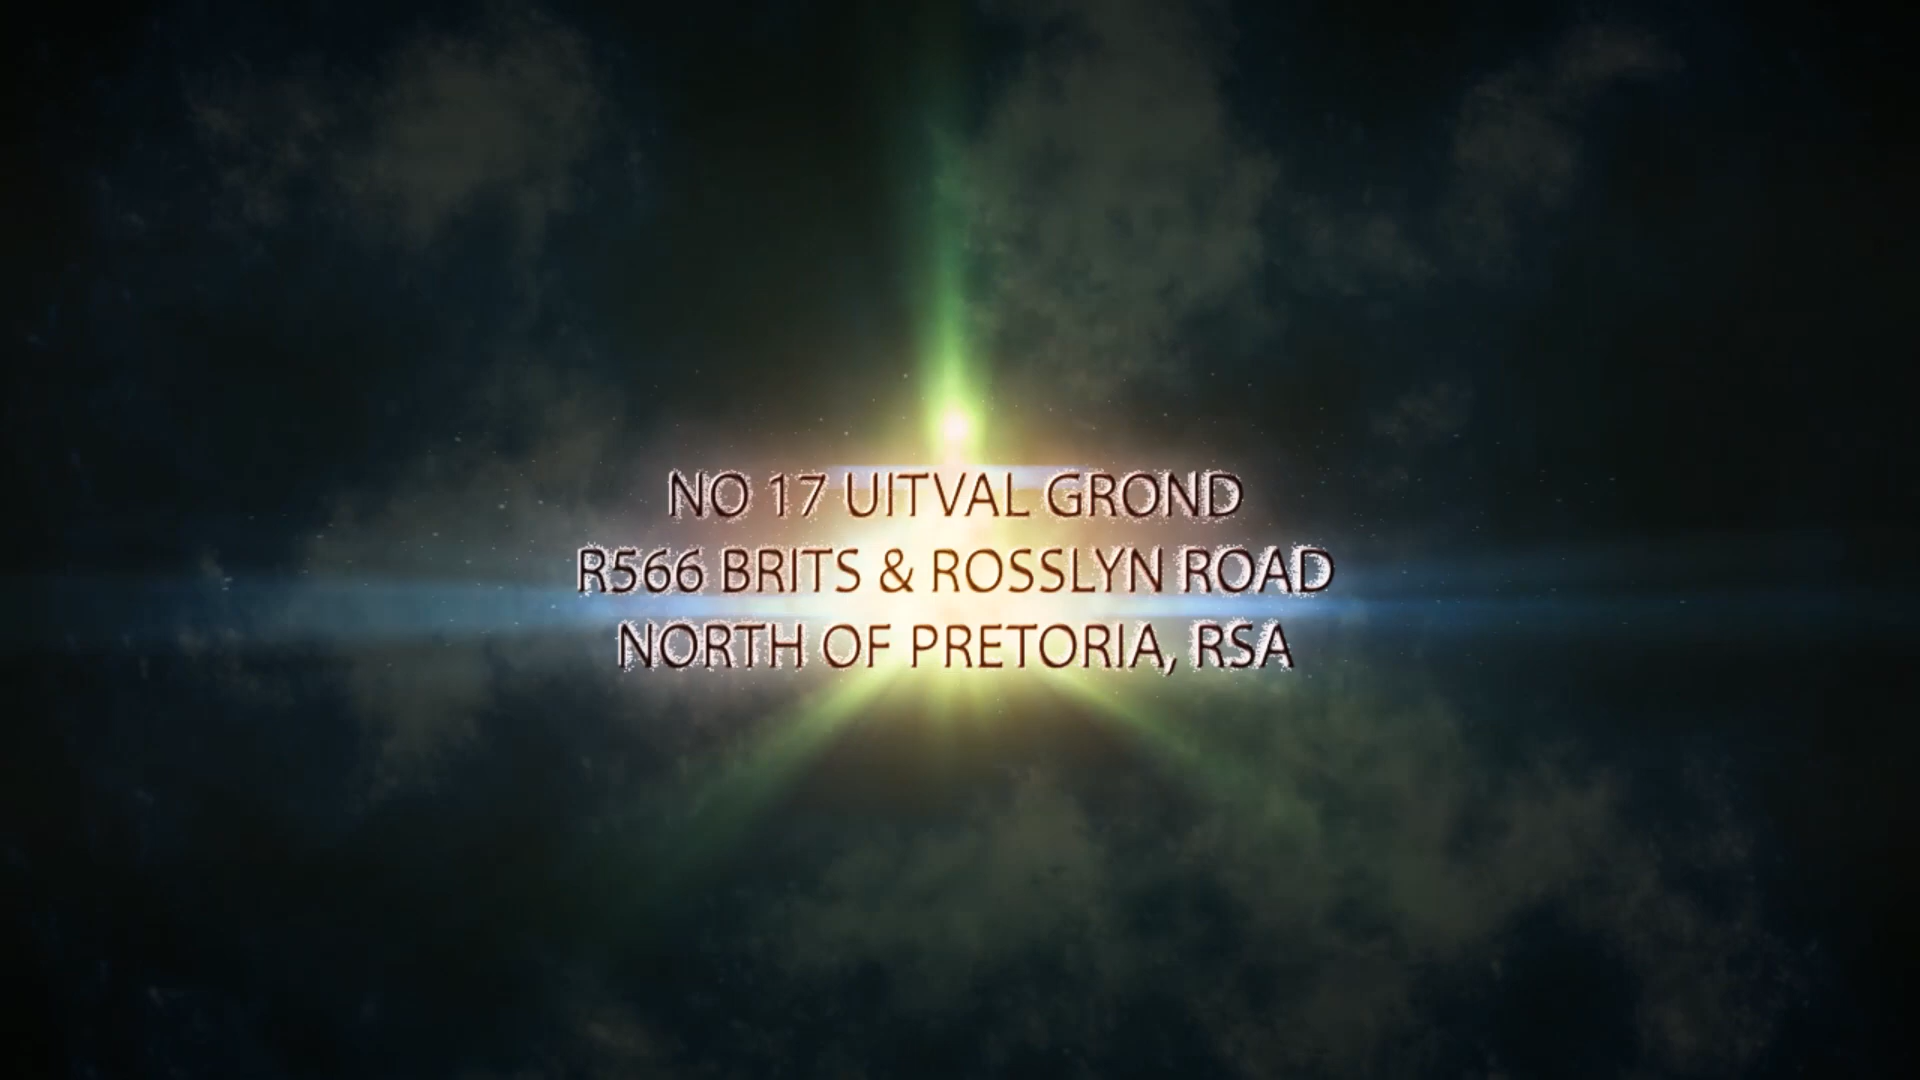 NO 17 UITVAL GROND
R566 BRITS & ROSSLYN ROAD
NORTH OF PRETORIA, RSA